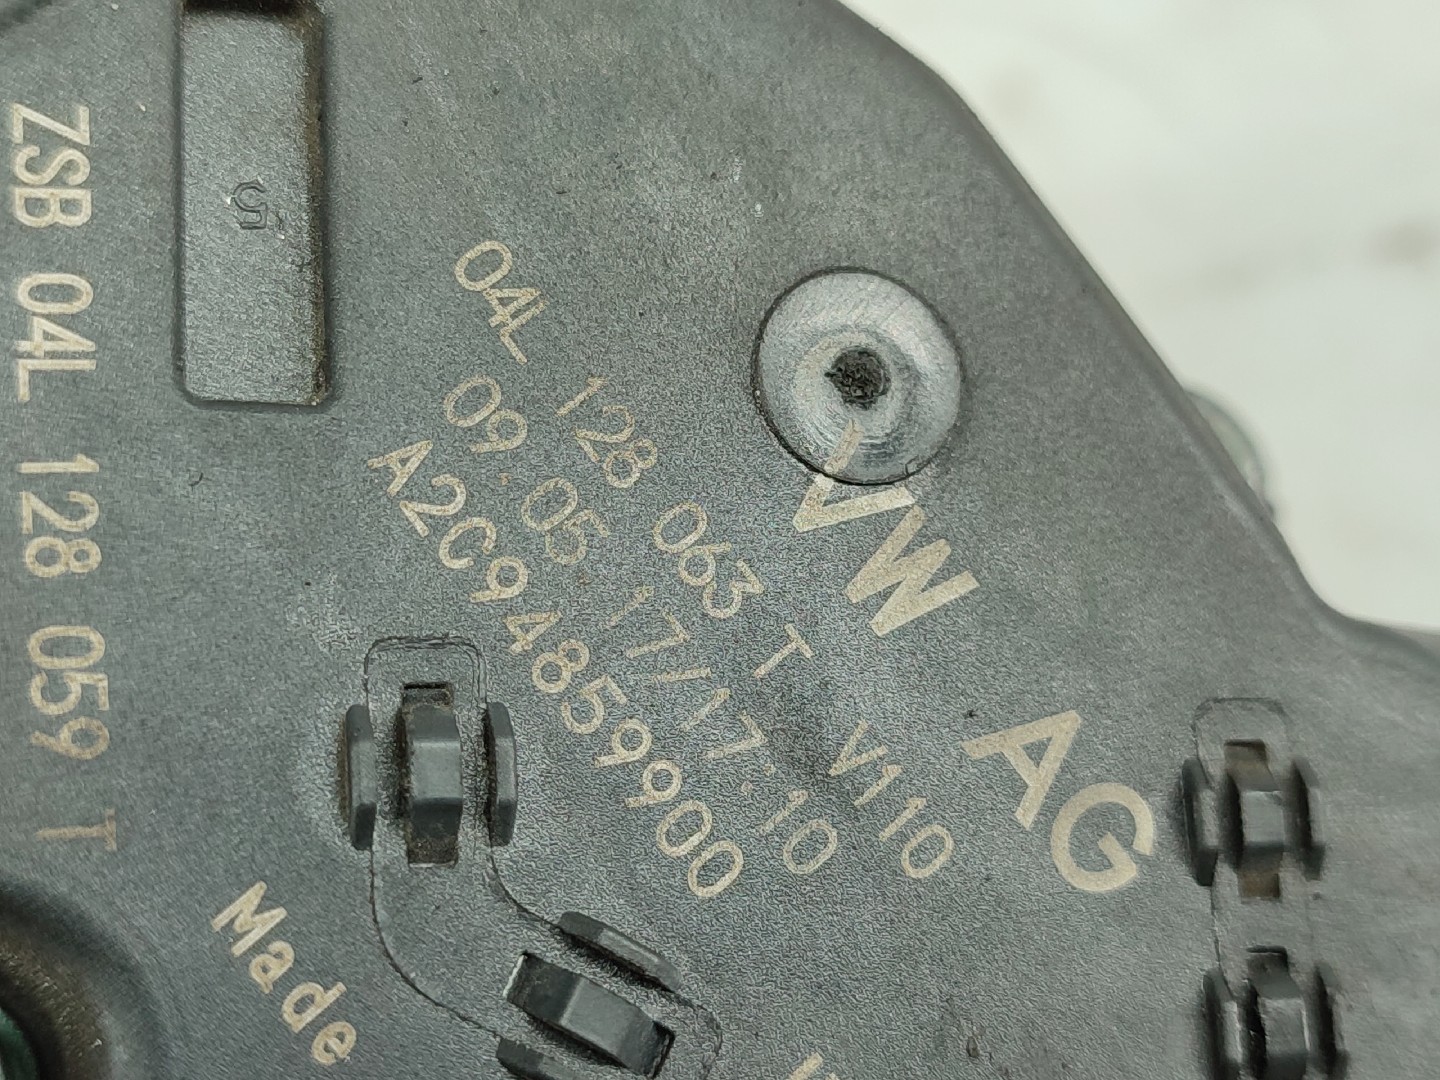 ZSB 04L 128 059 T
5
VW AG
04L 128 063 T V110
09.05.17/17:10
A2C94859900
Made